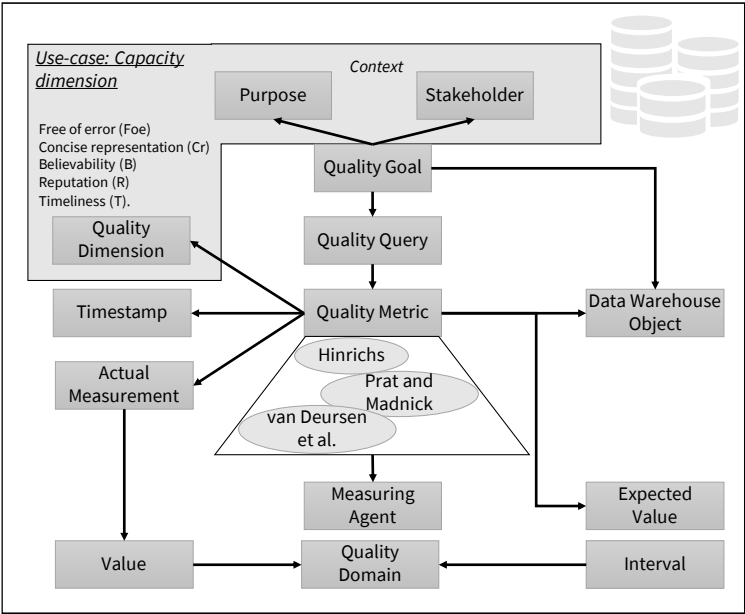 Use-case: Capacity
dimension
Context
Purpose
Stakeholder
Free of error (Foe)
Concise representation (Cr)
Believability (B)
Reputation (R)
Timeliness (T).
Quality Goal
Quality
Dimension
Quality Query
Timestamp
Quality Metric
Data Warehouse
Object
Hinrichs
Actual
Measurement
Prat and
Madnick
van Deursen
et al.
Measuring
Agent
Expected
Value
Value
Quality
Domain
Interval